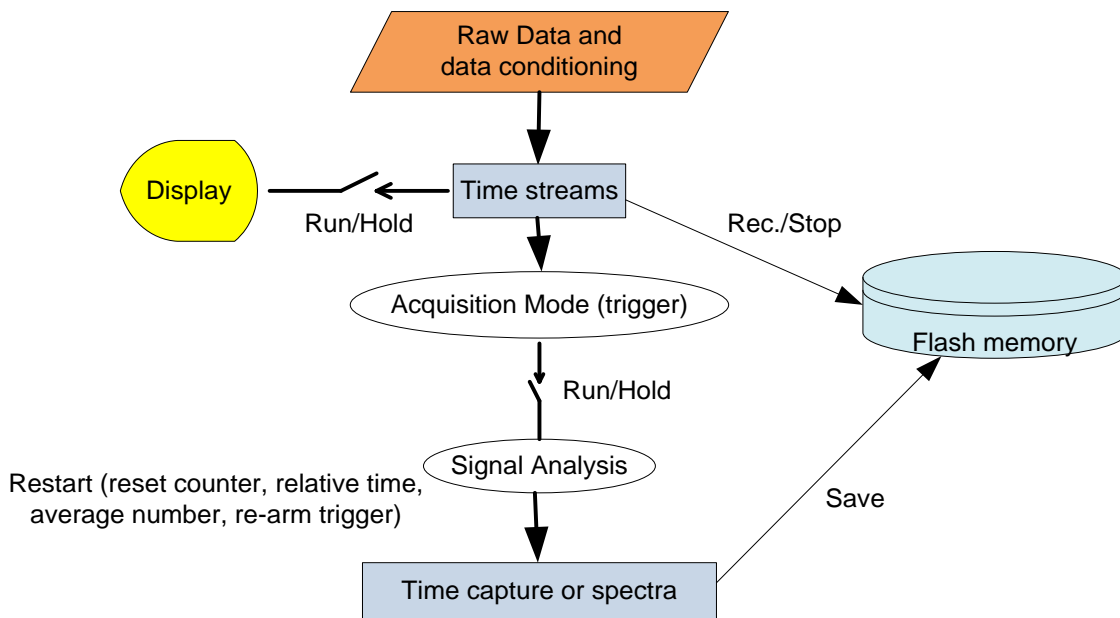 Raw Data and
data conditioning
Display
Time streams
Run/Hold
Rec./Stop
Acquisition Mode (trigger)
Flash memory
Run/Hold
Signal Analysis
Restart (reset counter, relative time,
average number, re-arm trigger)
Save
Time capture or spectra